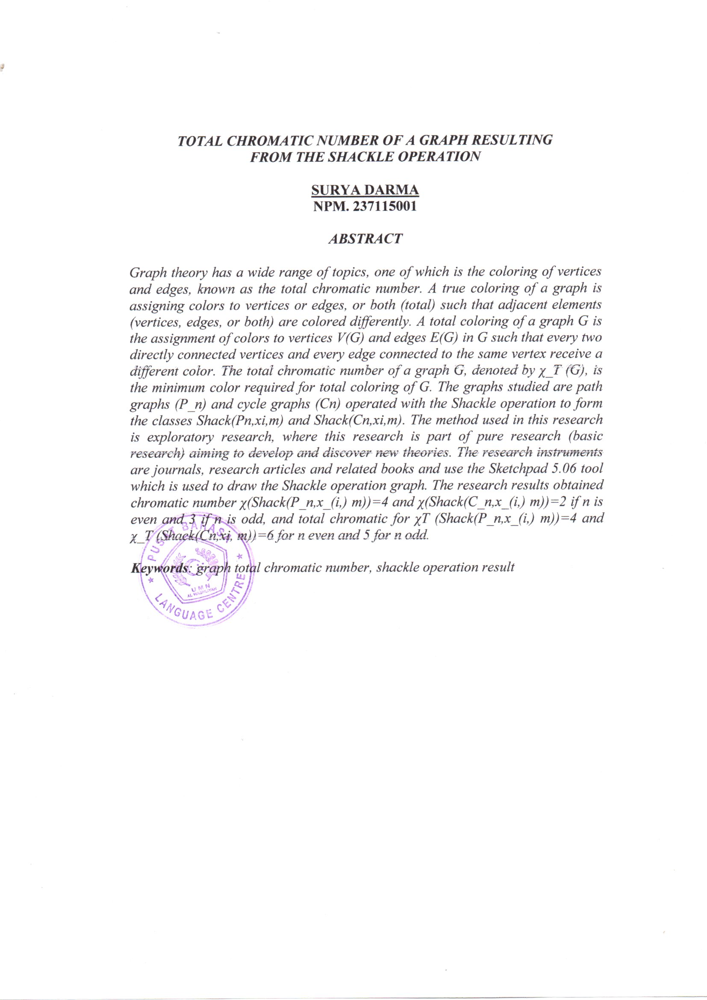 TOTAL CHROMATIC NUMBER OF A GRAPH RESULTING
FROM THE SHACKLE OPERATION
SURYA DARMA
NPM. 237115001
ABSTRACT
Graph theory has a wide range of topics, one of which is the coloring of vertices
and edges, known as the total chromatic number. A true coloring of a graph is
assigning colors to vertices or edges, or both (total) such that adjacent elements
(vertices, edges, or both) are colored differently. A total coloring of a graph G is
the assignment of colors to vertices V(G) and edges E(G) in G such that every two
directly connected vertices and every edge connected to the same vertex receive a
different color. The total chromatic number of a graph G, denoted by χ_T (G), is
the minimum color required for total coloring of G. The graphs studied are path
graphs (P_n) and cycle graphs (Cn) operated with the Shackle operation to form
the classes Shack(Pn,xi,m) and Shack(Cn,xi,m). The method used in this research
is exploratory research, where this research is part of pure research (basic
research) aiming to develop and discover new theories. The research instruments
are journals, research articles and related books and use the Sketchpad 5.06 tool
which is used to draw the Shackle operation graph. The research results obtained
chromatic number χ(Shack(P_n,x_(i,) m))=4 and χ(Shack(C_n,x_(i,) m))=2 if n is
even and 3 if n is odd, and total chromatic for χT (Shack(P_n,x_(i,) m))=4 and
χ_T (Shack(Cn,xi, m))=6 for n even and 5 for n odd.
Keywords: graph total chromatic number, shackle operation result
PUSAT BAHASA
UMN
AL WASHLIYAH
LANGUAGE CENTRE